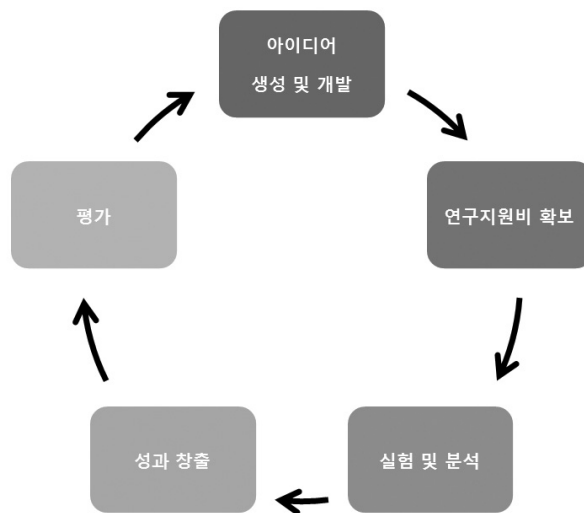 아이디어
생성 및 개발
연구지원비 확보
실험 및 분석
성과 창출
평가